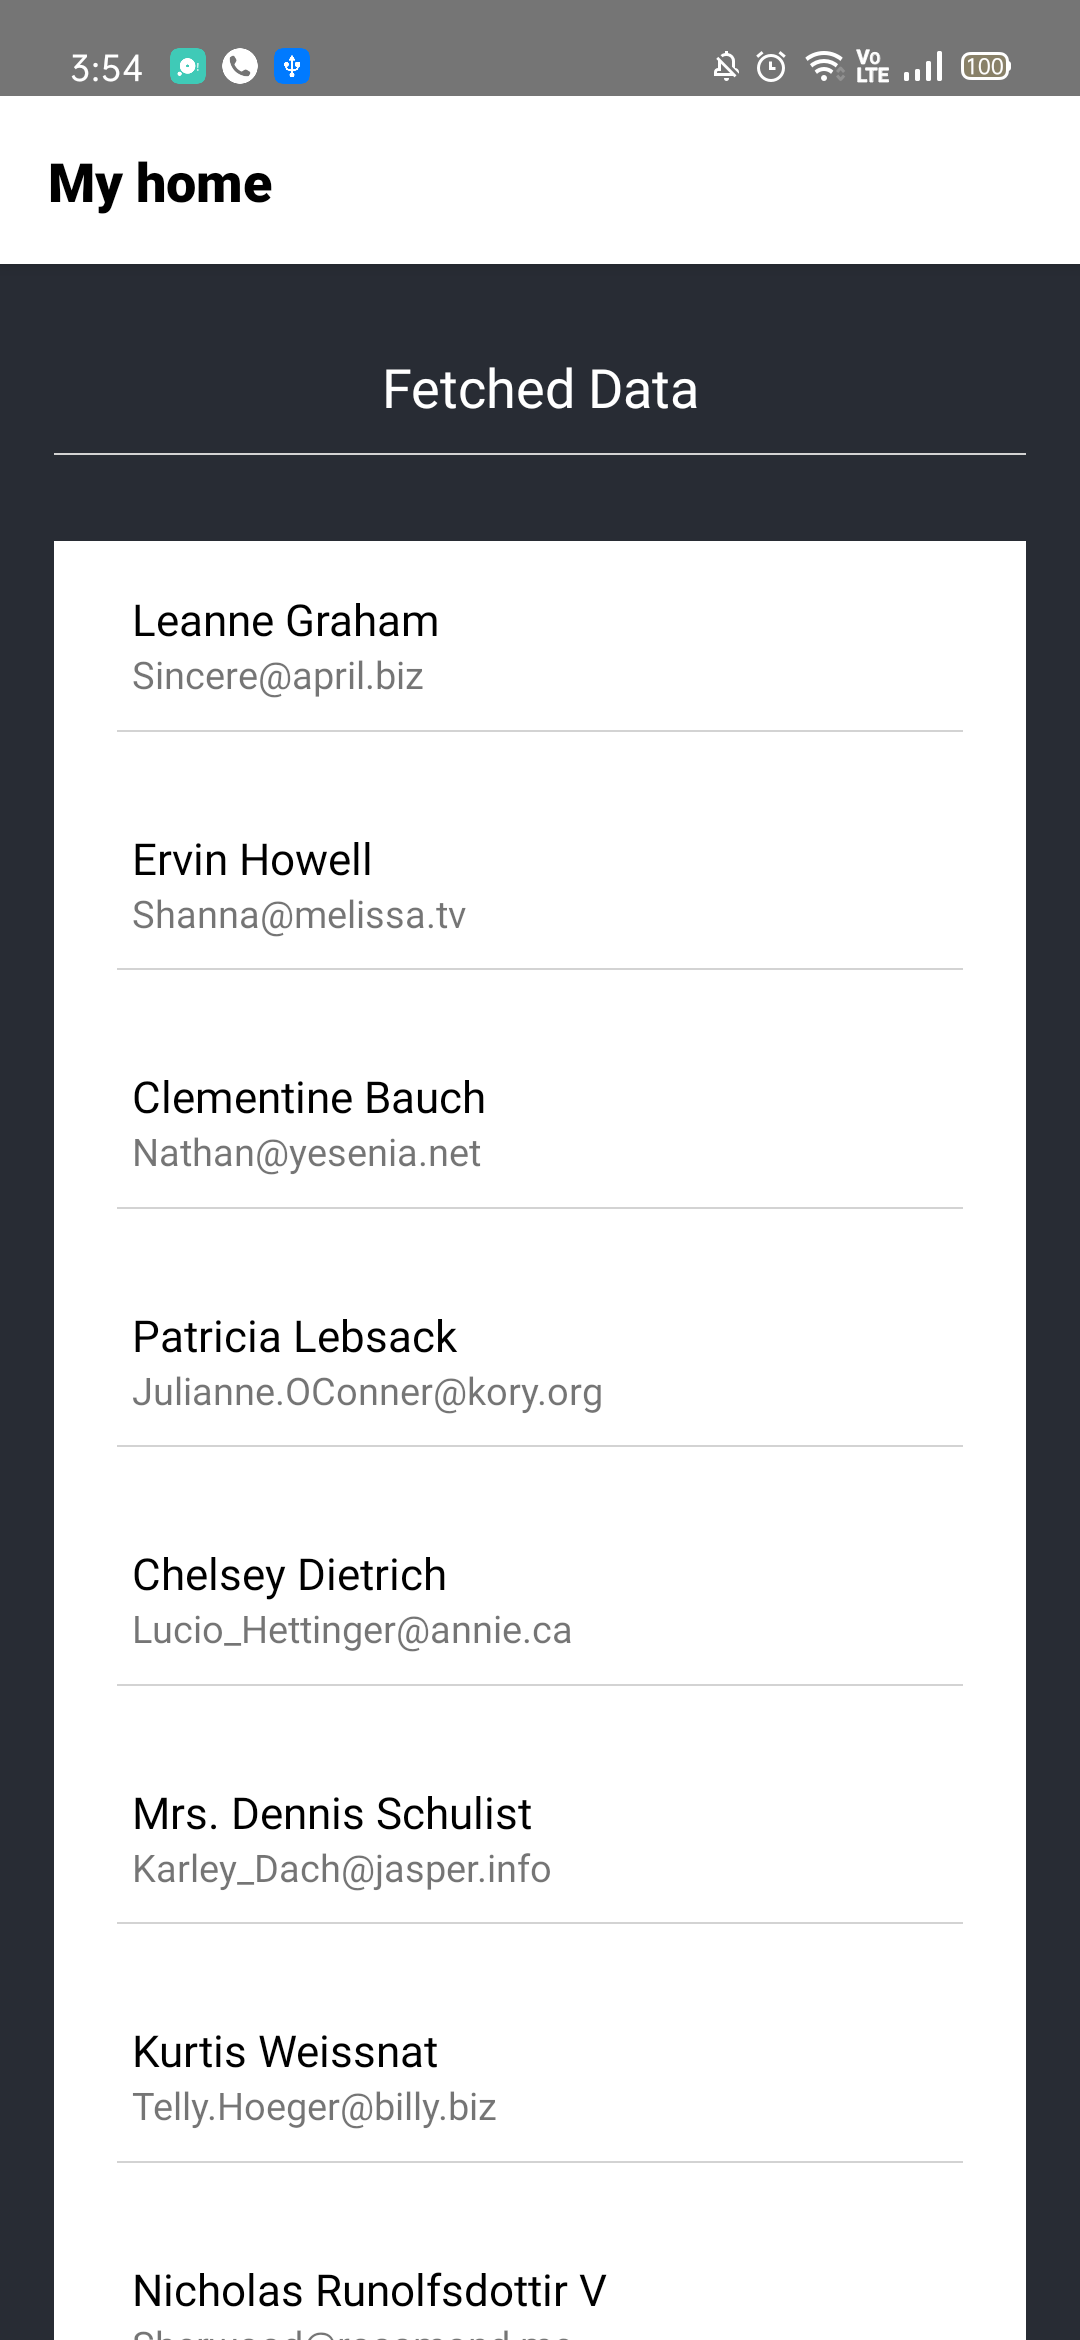 3:54
Vo
LTE
100
My home
Fetched Data
Leanne Graham
Sincere@april.biz
Ervin Howell
Shanna@melissa.tv
Clementine Bauch
Nathan@yesenia.net
Patricia Lebsack
Julianne.OConner@kory.org
Chelsey Dietrich
Lucio_Hettinger@annie.ca
Mrs. Dennis Schulist
Karley_Dach@jasper.info
Kurtis Weissnat
Telly.Hoeger@billy.biz
Nicholas Runolfsdottir V